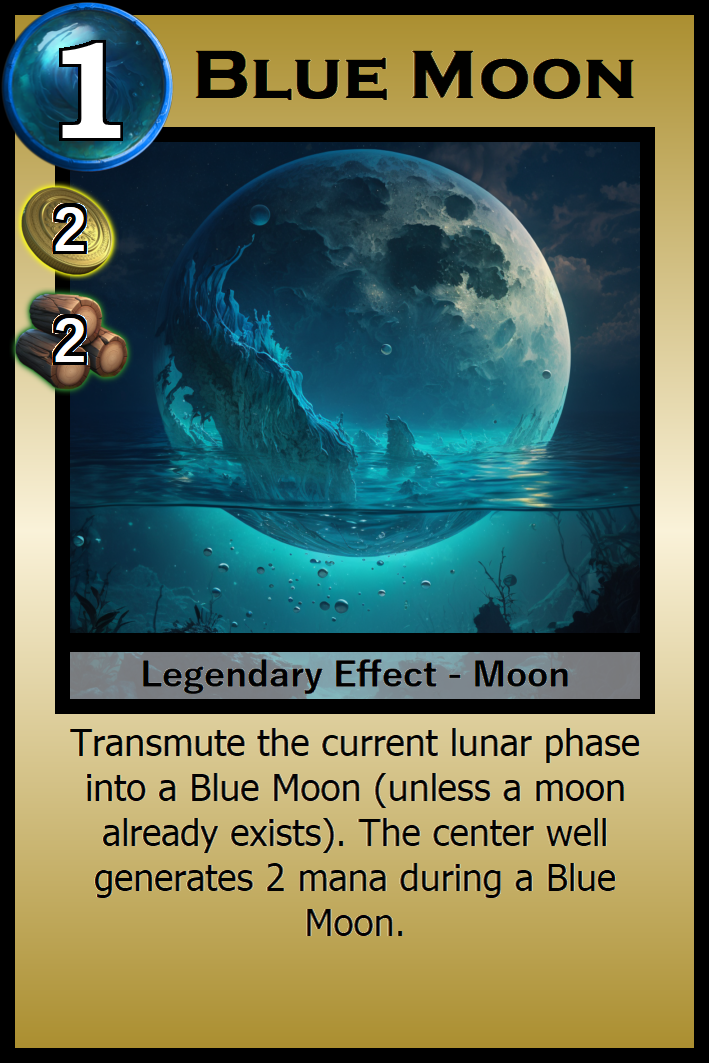 1
Blue Moon
2
2
Legendary Effect - Moon
Transmute the current lunar phase
into a Blue Moon (unless a moon
already exists). The center well
generates 2 mana during a Blue
Moon.